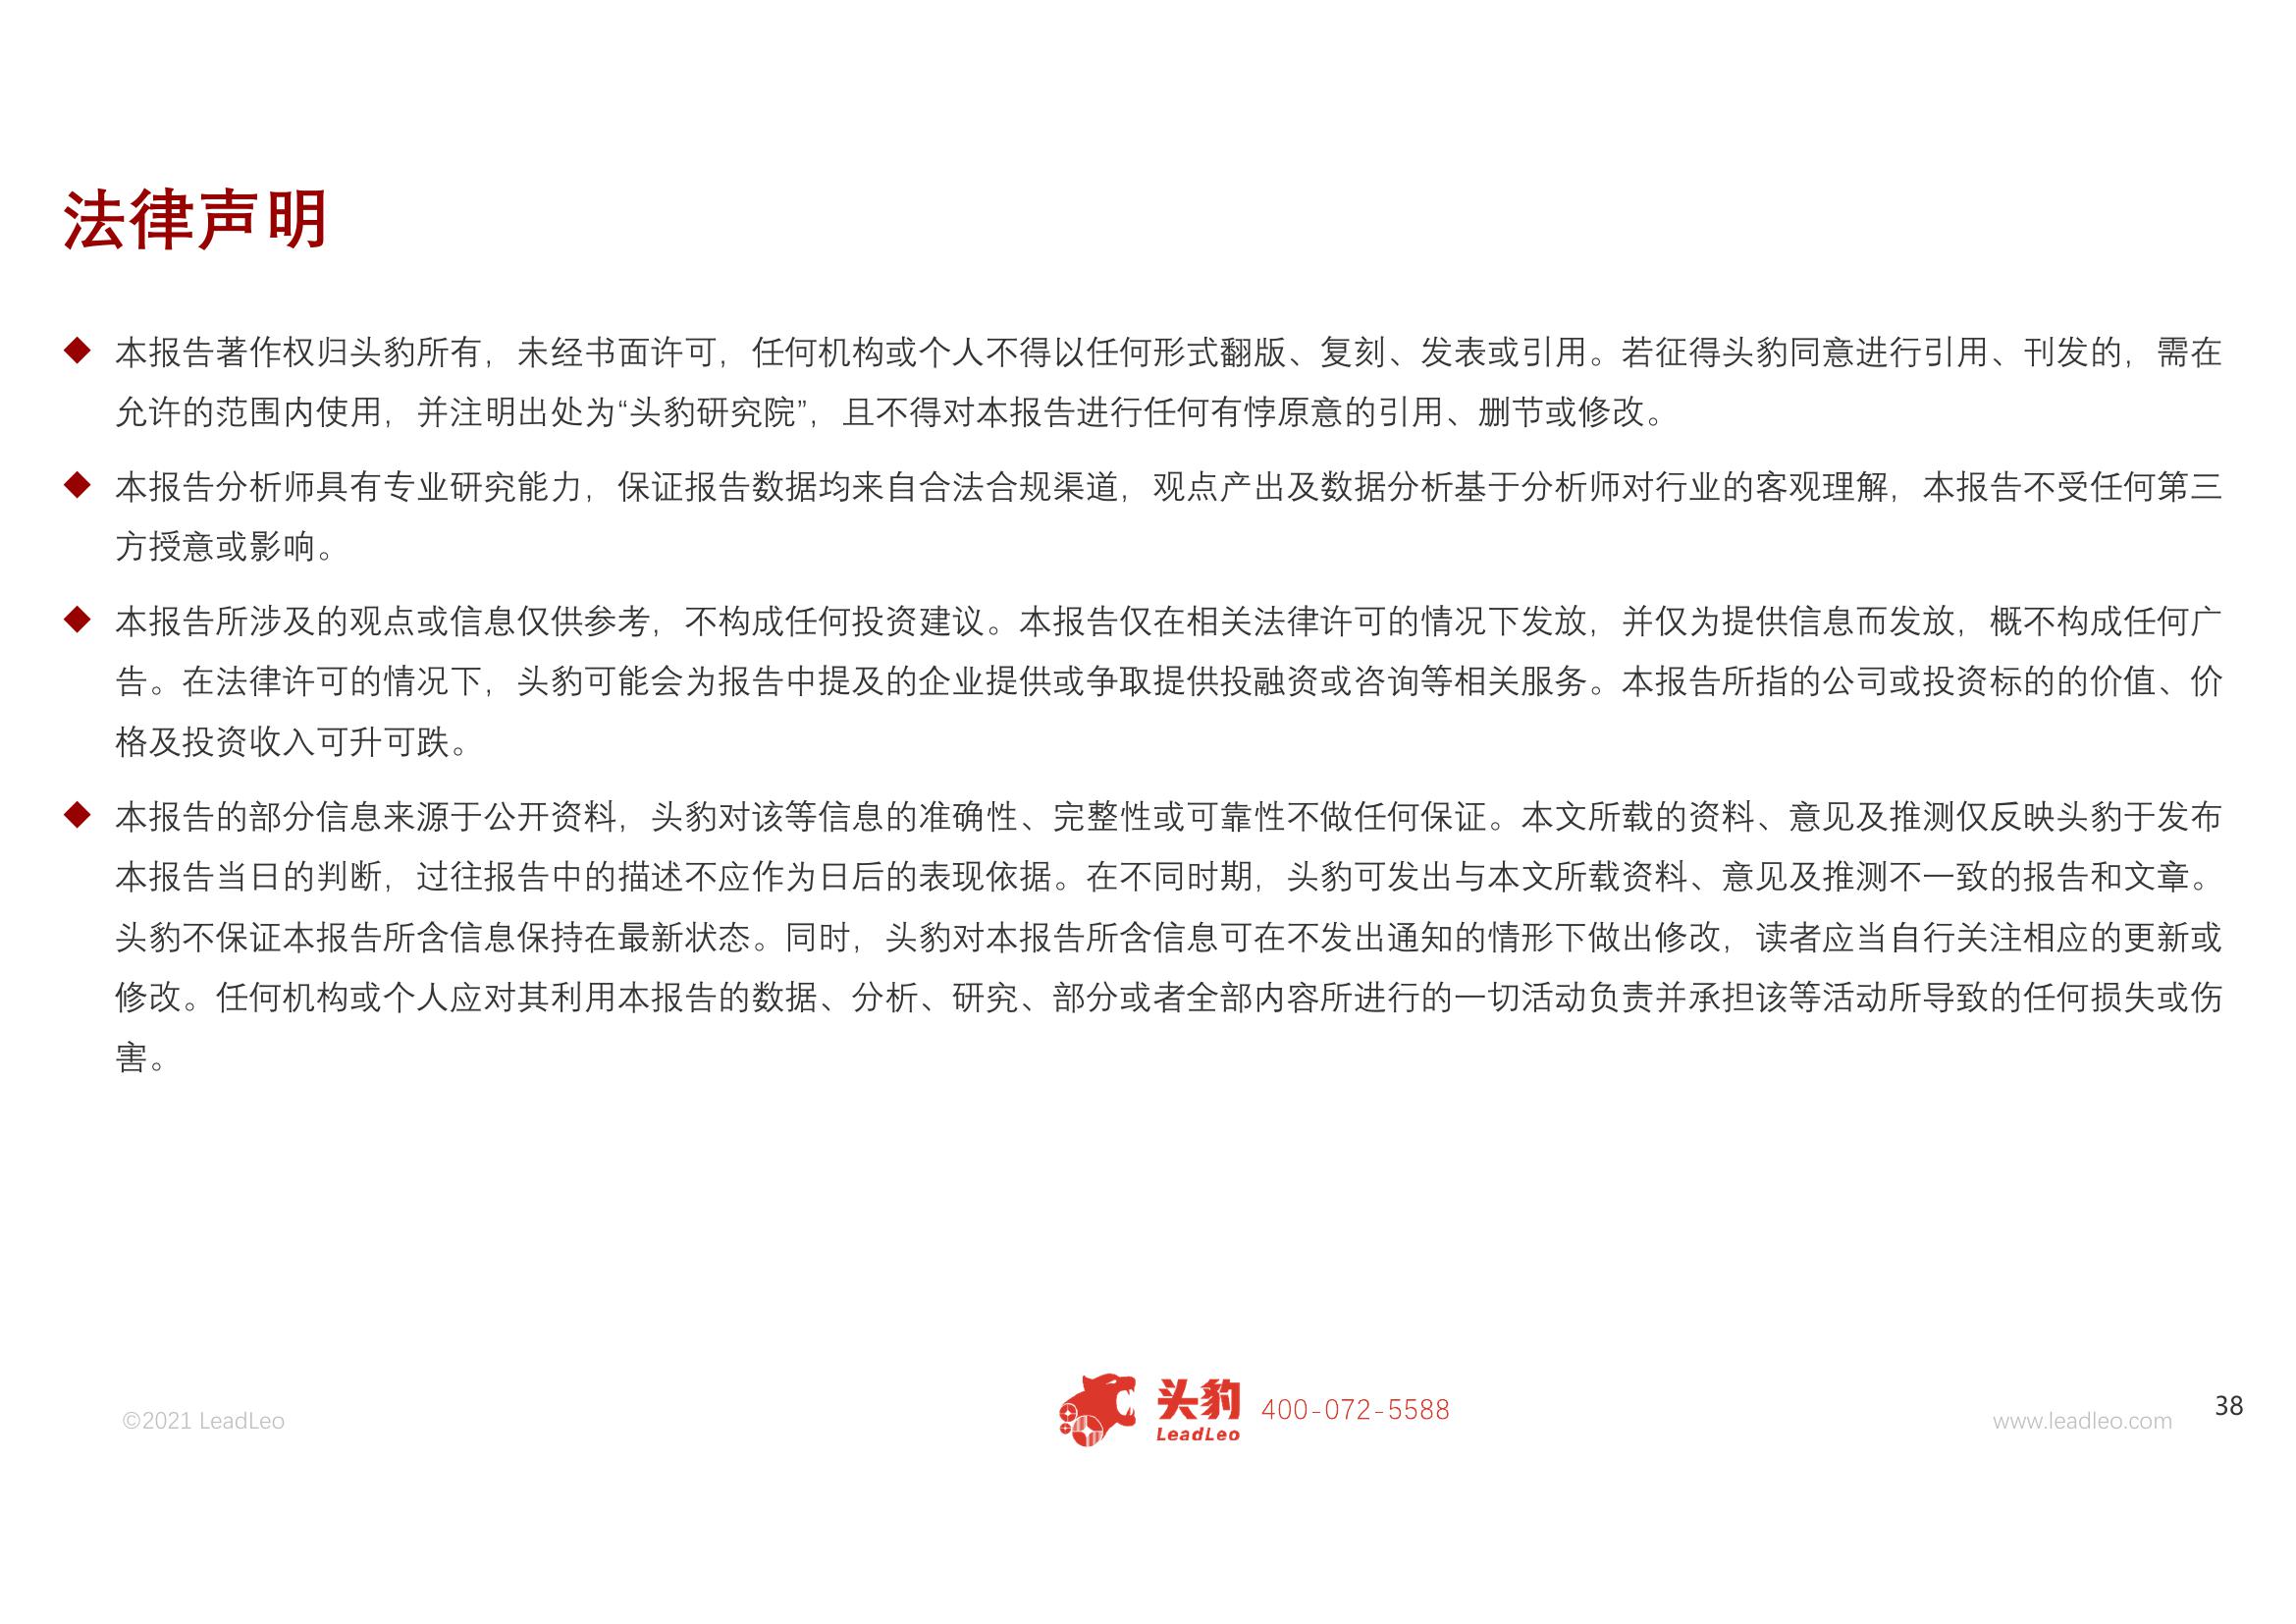 法律声明
本报告著作权归头豹所有，未经书面许可，任何机构或个人不得以任何形式翻版、复刻、发表或引用。若征得头豹同意进行引用、刊发的，需在
允许的范围内使用，并注明出处为“头豹研究院”，且不得对本报告进行任何有悖原意的引用、删节或修改。
本报告分析师具有专业研究能力，保证报告数据均来自合法合规渠道，观点产出及数据分析基于分析师对行业的客观理解，本报告不受任何第三
方授意或影响。
本报告所涉及的观点或信息仅供参考，不构成任何投资建议。本报告仅在相关法律许可的情况下发放，并仅为提供信息而发放，概不构成任何广
告。在法律许可的情况下，头豹可能会为报告中提及的企业提供或争取提供投融资或咨询等相关服务。本报告所指的公司或投资标的的价值、价
格及投资收入可升可跌。
本报告的部分信息来源于公开资料，头豹对该等信息的准确性、完整性或可靠性不做任何保证。本文所载的资料、意见及推测仅反映头豹于发布
本报告当日的判断，过往报告中的描述不应作为日后的表现依据。在不同时期，头豹可发出与本文所载资料、意见及推测不一致的报告和文章。
头豹不保证本报告所含信息保持在最新状态。同时，头豹对本报告所含信息可在不发出通知的情形下做出修改，读者应当自行关注相应的更新或
修改。任何机构或个人应对其利用本报告的数据、分析、研究、部分或者全部内容所进行的一切活动负责并承担该等活动所导致的任何损失或伤
害。
©2021 LeadLeo
头豹
LeadLeo
400-072-5588
www.leadleo.com
38